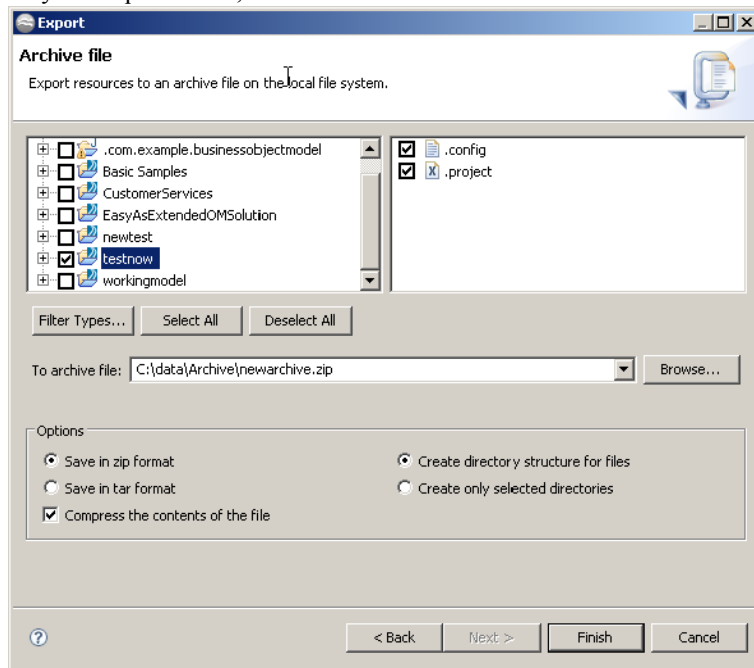 Export
Archive file
Export resources to an archive file on the local file system.
.com.example.businessobjectmodel
Basic Samples
CustomerServices
EasyAsExtendedOMSolution
newtest
testnow
workingmodel
.config
.project
Filter Types...
Select All
Deselect All
To archive file:
C:\data\Archive\newarchive.zip
Browse...
Options
Save in zip format
Save in tar format
Compress the contents of the file
Create directory structure for files
Create only selected directories
?
< Back
Next >
Finish
Cancel